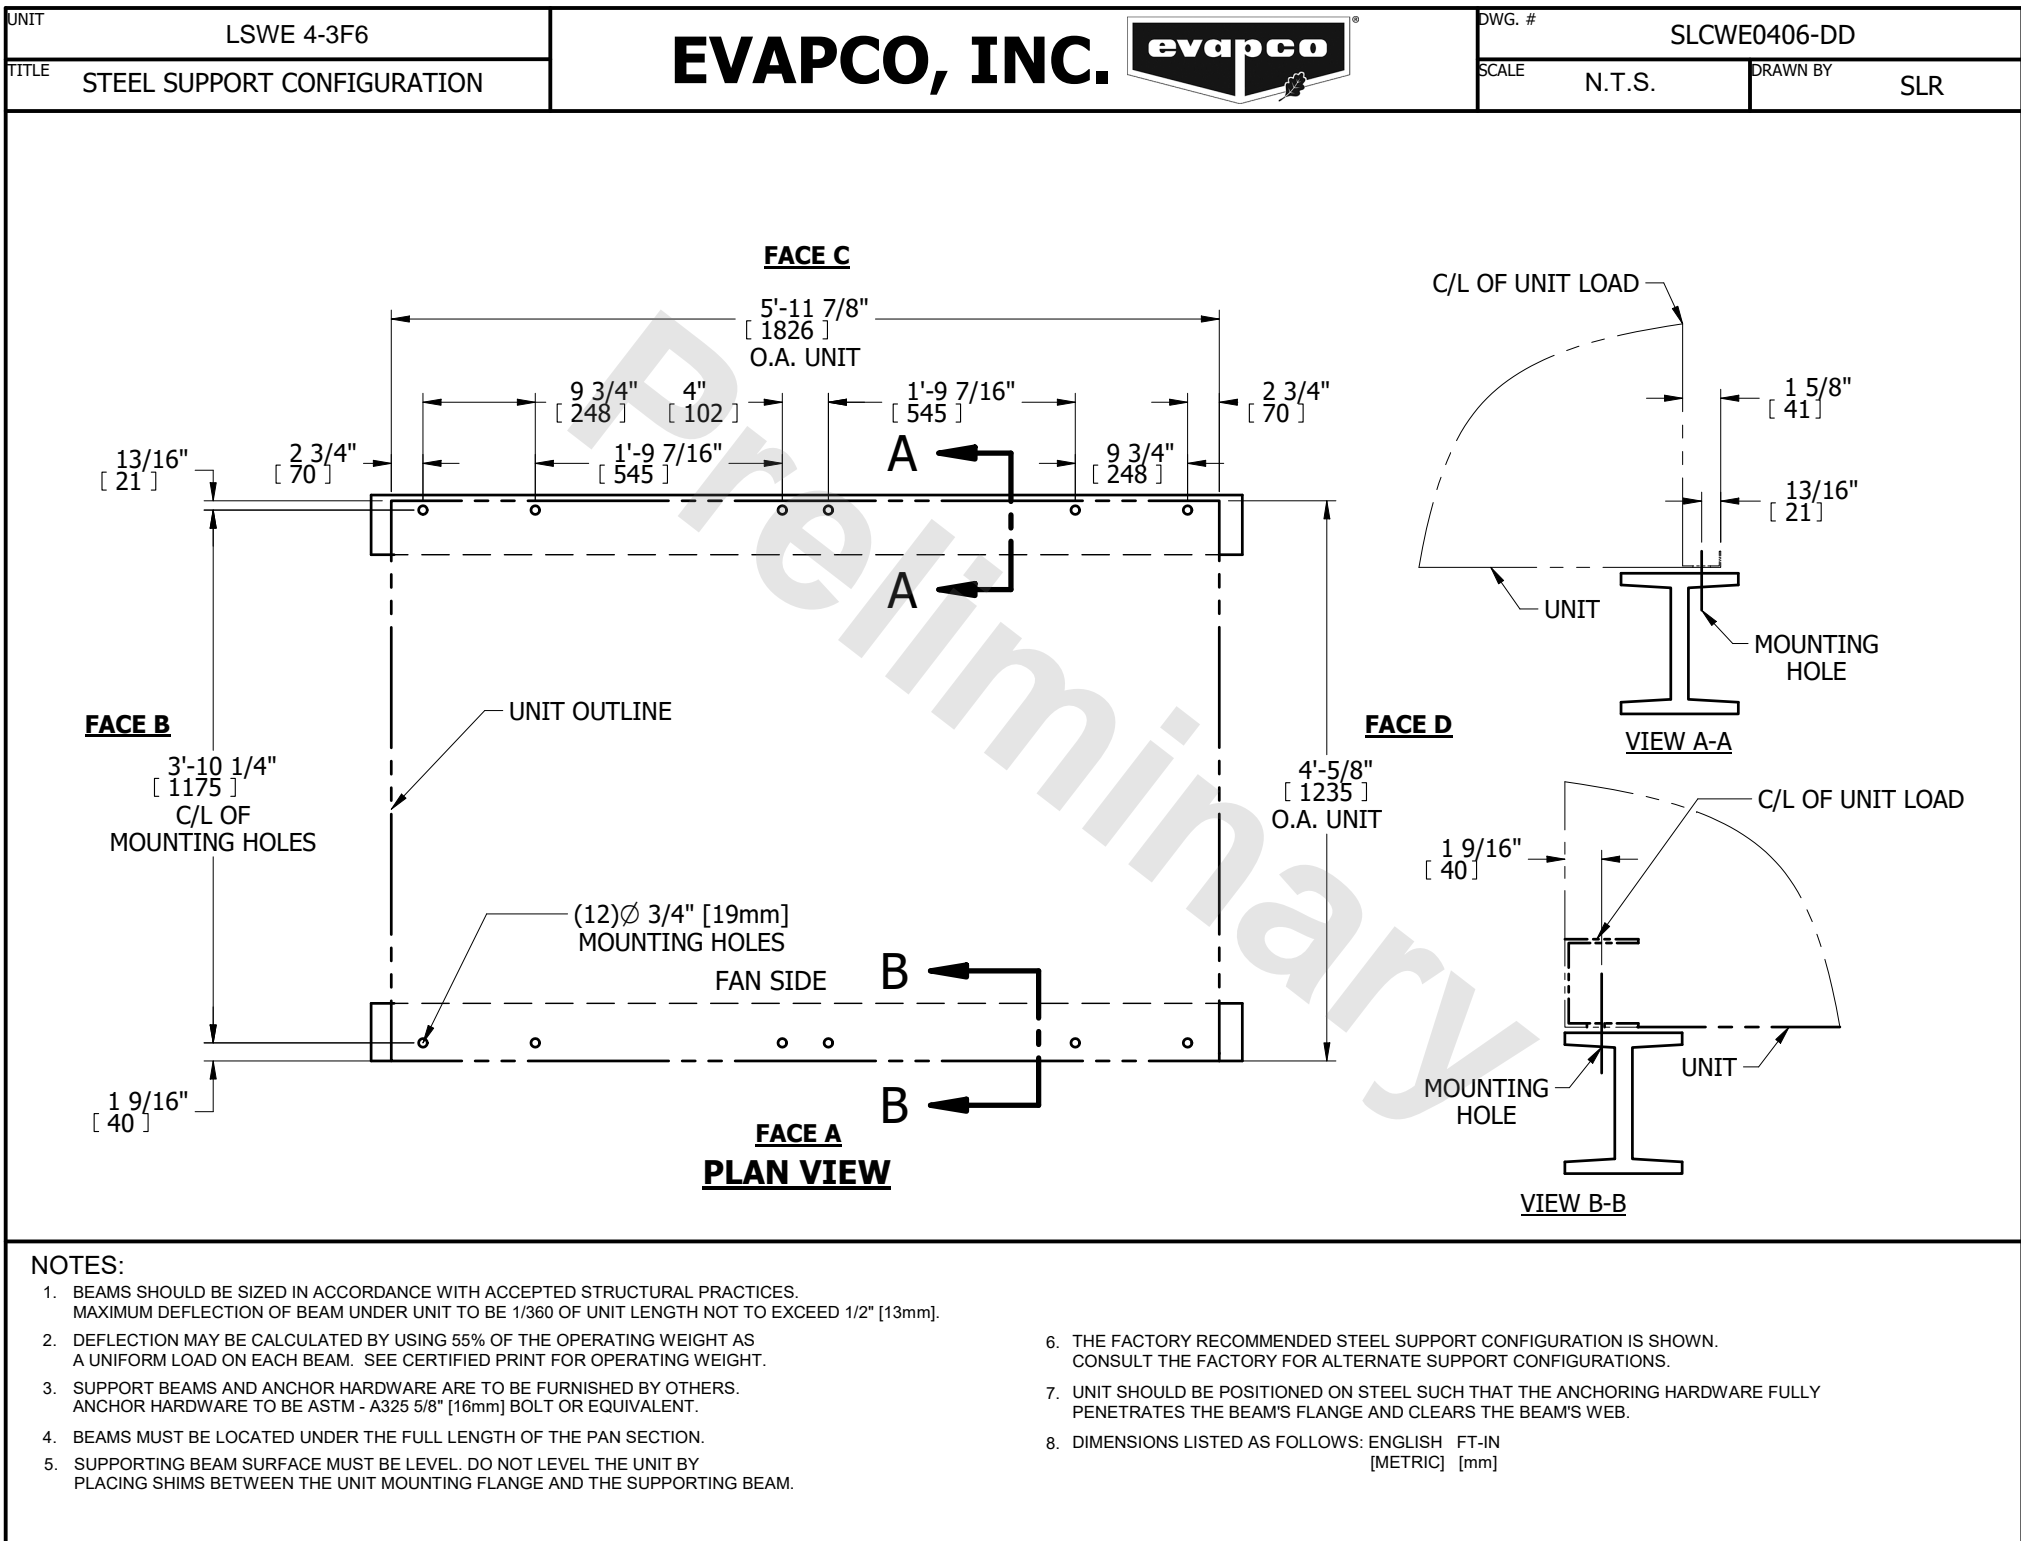 UNIT
LSWE 4-3F6
TITLE
STEEL SUPPORT CONFIGURATION
EVAPCO, INC.
evapco
®
DWG. #
SLCWE0406-DD
SCALE
N.T.S.
DRAWN BY
SLR
FACE C
5'-11 7/8"
[ 1826 ]
O.A. UNIT
9 3/4"
[ 248 ]
4"
[ 102 ]
1'-9 7/16"
[ 545 ]
2 3/4"
[ 70 ]
13/16"
[ 21 ]
2 3/4"
[ 70 ]
1'-9 7/16"
[ 545 ]
A
9 3/4"
[ 248 ]
A
UNIT OUTLINE
FACE B
3'-10 1/4"
[ 1175 ]
C/L OF
MOUNTING HOLES
FACE D
4'-5/8"
[ 1235 ]
O.A. UNIT
(12)Ø 3/4" [19mm]
MOUNTING HOLES
FAN SIDE
B
B
1 9/16"
[ 40 ]
FACE A
PLAN VIEW
Preliminary
C/L OF UNIT LOAD
1 5/8"
[ 41 ]
13/16"
[ 21 ]
UNIT
MOUNTING
HOLE
VIEW A-A
C/L OF UNIT LOAD
1 9/16"
[ 40 ]
UNIT
MOUNTING
HOLE
VIEW B-B
NOTES:
1. BEAMS SHOULD BE SIZED IN ACCORDANCE WITH ACCEPTED STRUCTURAL PRACTICES.
MAXIMUM DEFLECTION OF BEAM UNDER UNIT TO BE 1/360 OF UNIT LENGTH NOT TO EXCEED 1/2" [13mm].
2. DEFLECTION MAY BE CALCULATED BY USING 55% OF THE OPERATING WEIGHT AS
A UNIFORM LOAD ON EACH BEAM. SEE CERTIFIED PRINT FOR OPERATING WEIGHT.
3. SUPPORT BEAMS AND ANCHOR HARDWARE ARE TO BE FURNISHED BY OTHERS.
ANCHOR HARDWARE TO BE ASTM - A325 5/8" [16mm] BOLT OR EQUIVALENT.
4. BEAMS MUST BE LOCATED UNDER THE FULL LENGTH OF THE PAN SECTION.
5. SUPPORTING BEAM SURFACE MUST BE LEVEL. DO NOT LEVEL THE UNIT BY
PLACING SHIMS BETWEEN THE UNIT MOUNTING FLANGE AND THE SUPPORTING BEAM.
6. THE FACTORY RECOMMENDED STEEL SUPPORT CONFIGURATION IS SHOWN.
CONSULT THE FACTORY FOR ALTERNATE SUPPORT CONFIGURATIONS.
7. UNIT SHOULD BE POSITIONED ON STEEL SUCH THAT THE ANCHORING HARDWARE FULLY
PENETRATES THE BEAM'S FLANGE AND CLEARS THE BEAM'S WEB.
8. DIMENSIONS LISTED AS FOLLOWS: ENGLISH FT-IN
[METRIC] [mm]